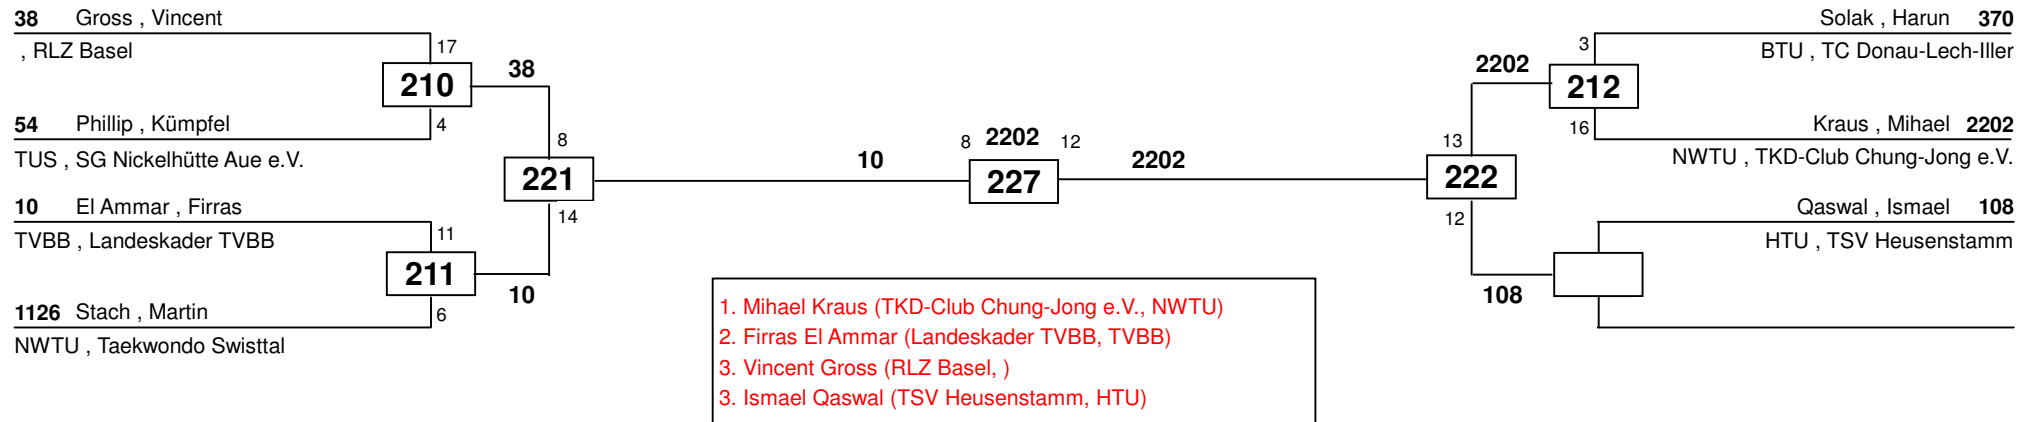 38 Gross , Vincent
, RLZ Basel
17
210
38
4
54 Phillip , Kümpfel
TUS , SG Nickelhütte Aue e.V.
8
221
14
10 El Ammar , Firras
TVBB , Landeskader TVBB
11
211
10
6
1126 Stach , Martin
NWTU , Taekwondo Swisttal
10
8 2202 12
227
2202
Solak , Harun 370
BTU , TC Donau-Lech-Iller
3
2202
212
16
Kraus , Mihael 2202
NWTU , TKD-Club Chung-Jong e.V.
13
222
12
Qaswal , Ismael 108
HTU , TSV Heusenstamm
108
1. Mihael Kraus (TKD-Club Chung-Jong e.V., NWTU)
2. Firras El Ammar (Landeskader TVBB, TVBB)
3. Vincent Gross (RLZ Basel, )
3. Ismael Qaswal (TSV Heusenstamm, HTU)